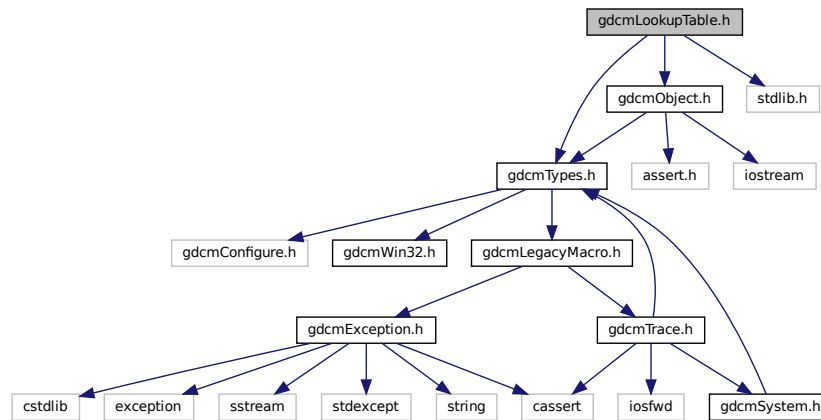 gdcmLookupTable.h
gdcmObject.h
stdlib.h
gdcmTypes.h
assert.h
iostream
gdcmConfigure.h
gdcmWin32.h
gdcmLegacyMacro.h
gdcmException.h
gdcmTrace.h
cstdlib
exception
sstream
stdexcept
string
cassert
iosfwd
gdcmSystem.h